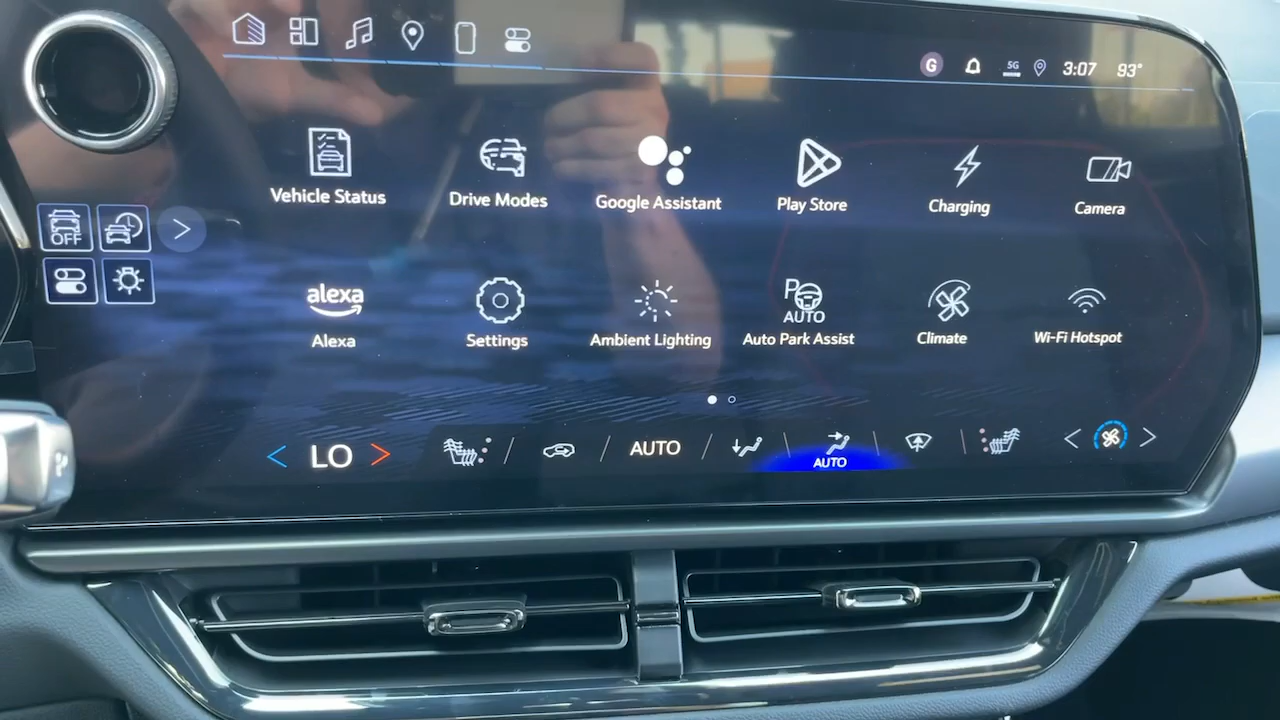 G 5G 3:07 93°
Vehicle Status Drive Modes Google Assistant Play Store Charging Camera
OFF
alexa
P
AUTO
Alexa Settings Ambient Lighting Auto Park Assist Climate Wi-Fi Hotspot
LO AUTO
AUTO